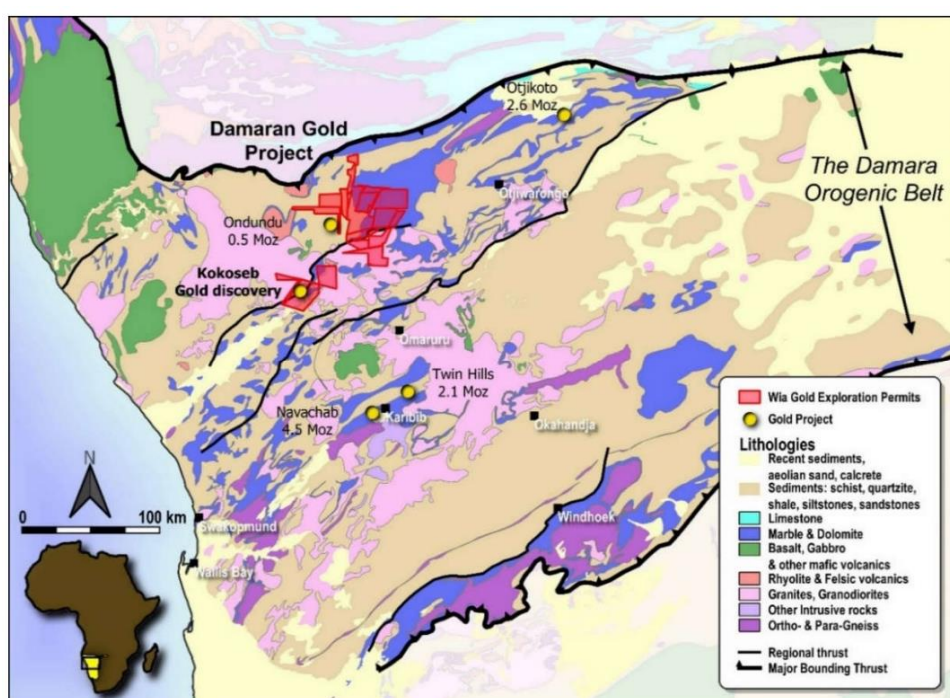 Otjikoto
2.6 Moz
Damaran Gold
Project
The Damara
Orogenic Belt
Otjiwarongo
Ondundu
0.5 Moz
Kokoseb
Gold discovery
Omaruru
Twin Hills
2.1 Moz
Navachab
4.5 Moz
Karibib
Okahandja
N
0 100 km
Swakopmund
Windhoek
Wallis Bay
Wia Gold Exploration Permits
Gold Project
Lithologies
Recent sediments,
aeolian sand, calcrete
Sediments: schist, quartzite,
shale, siltstones, sandstones
Limestone
Marble & Dolomite
Basalt, Gabbro
& other mafic volcanics
Rhyolite & Felsic volcanics
Granites, Granodiorites
Other Intrusive rocks
Ortho- & Para-Gneiss
Regional thrust
Major Bounding Thrust